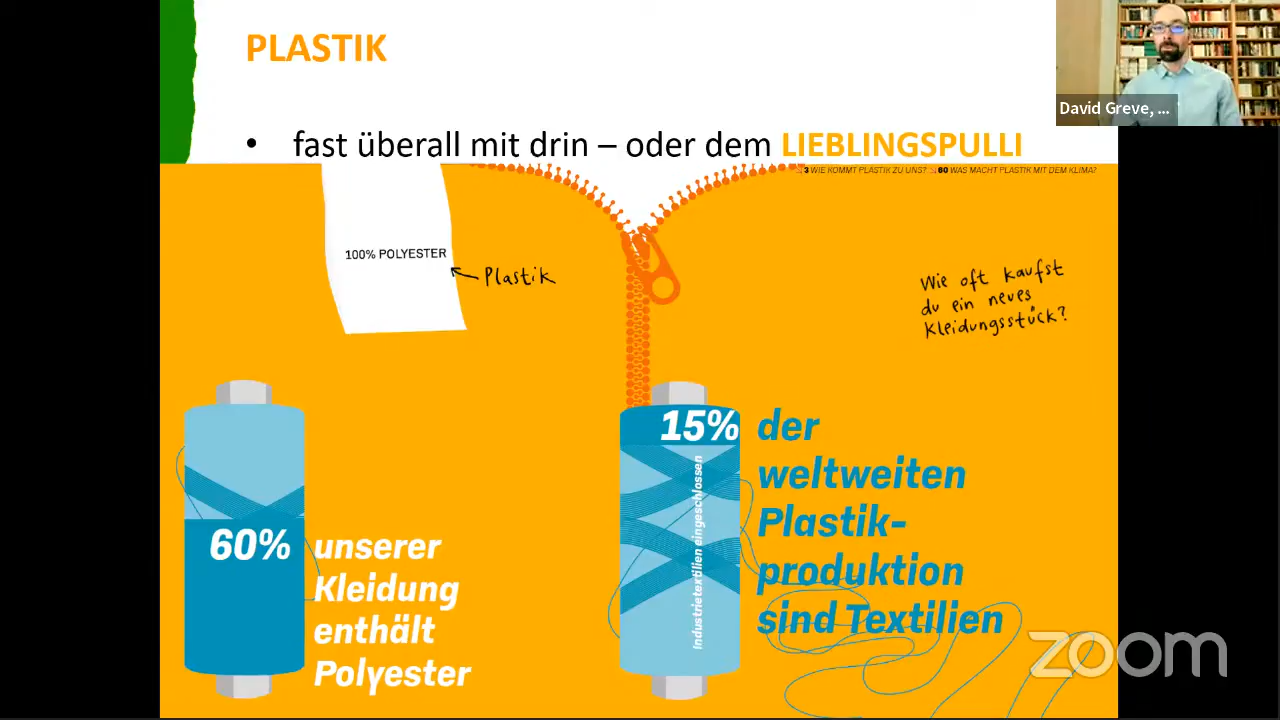 PLASTIK
David Greve, ...
• fast überall mit drin – oder dem LIEBLINGSPULLI
3 WIE KOMMT PLASTIK ZU UNS? 60 WAS MACHT PLASTIK MIT DEM KLIMA?
100% POLYESTER
Plastik
Wie oft kaufst
du ein neues
Kleidungsstück?
60% unserer
Kleidung
enthält
Polyester
15% der
weltweiten
Plastik-
produktion
sind Textilien
Industrietextilien eingeschlossen
zoom